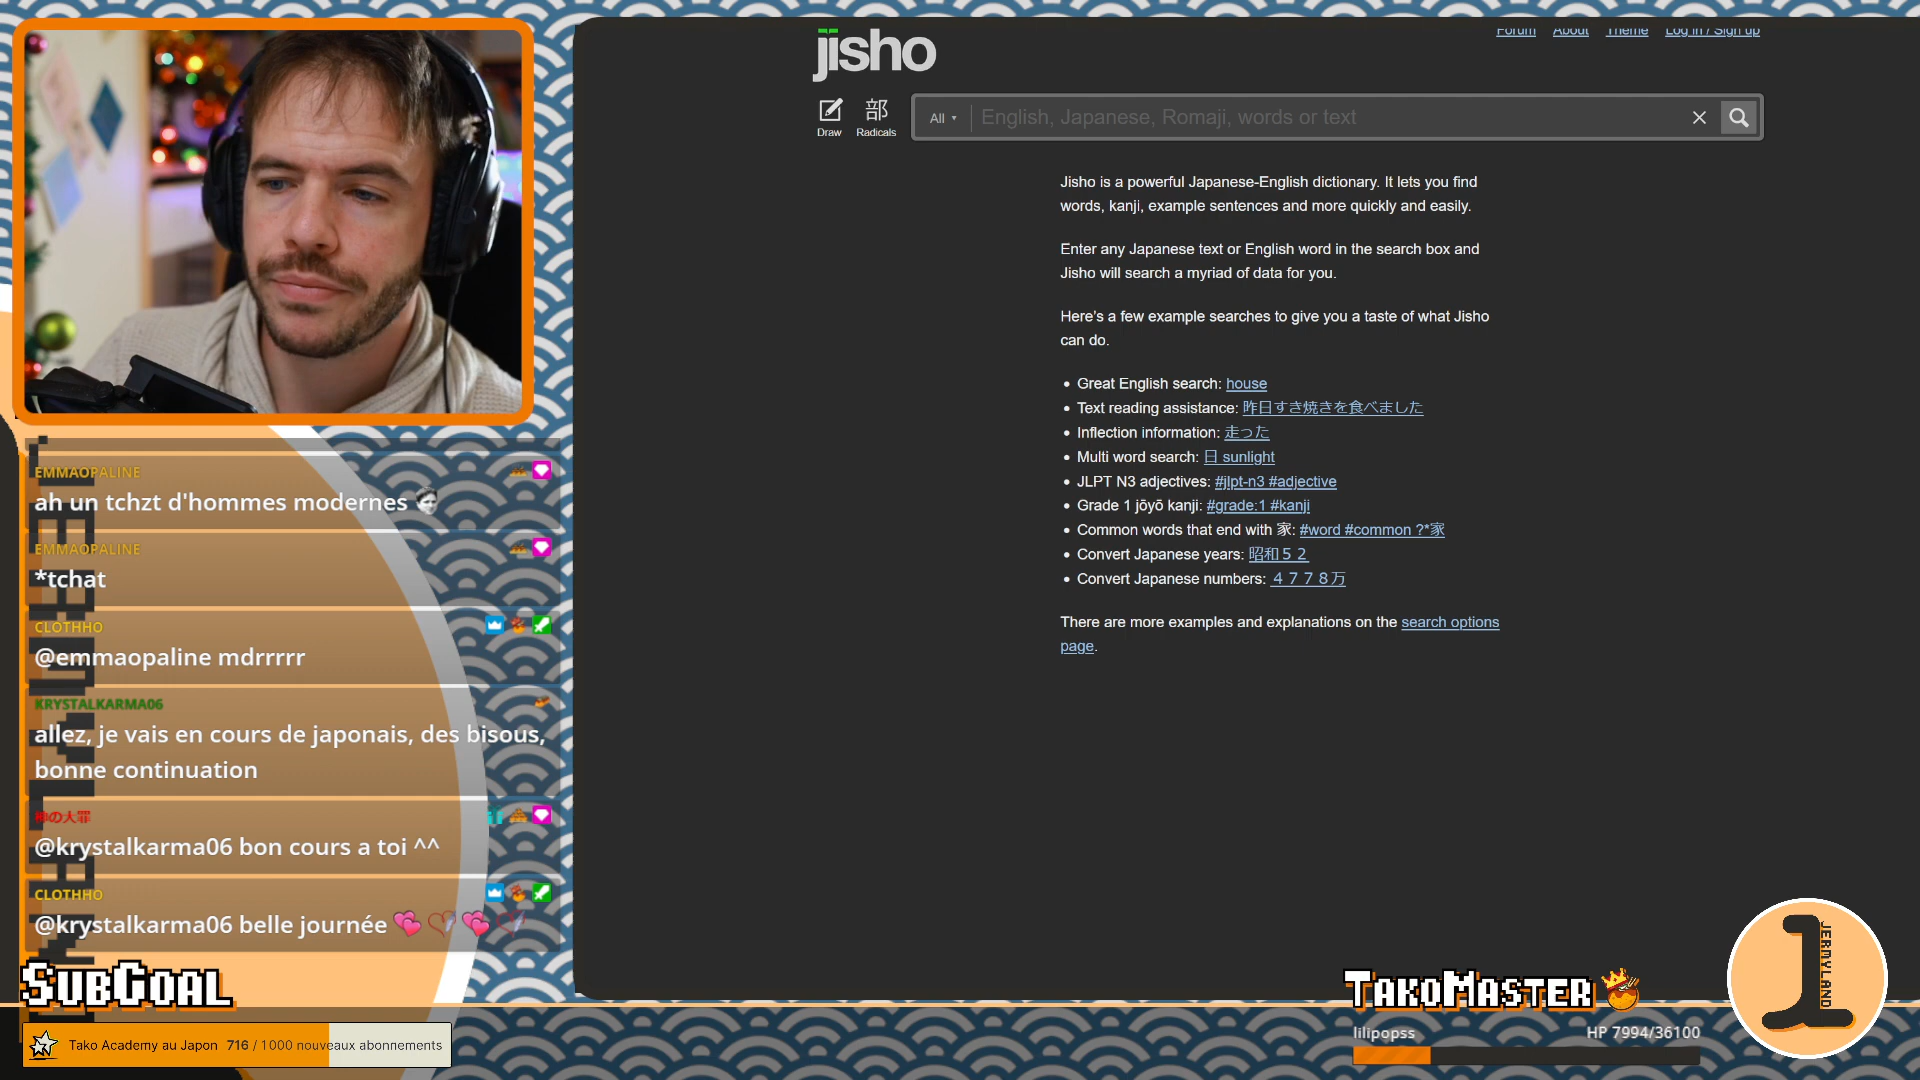 jisho
Forum About Theme Log in / Sign up
Draw
部
Radicals
All
English, Japanese, Romaji, words or text
Jisho is a powerful Japanese-English dictionary. It lets you find
words, kanji, example sentences and more quickly and easily.
Enter any Japanese text or English word in the search box and
Jisho will search a myriad of data for you.
Here's a few example searches to give you a taste of what Jisho
can do.
Great English search: house
Text reading assistance: 昨日すき焼きを食べました
Inflection information: 走った
Multi word search: 日 sunlight
JLPT N3 adjectives: #jlpt-n3 #adjective
Grade 1 jōyō kanji: #grade:1 #kanji
Common words that end with 家: #word #common ?*家
Convert Japanese years: 昭和５２
Convert Japanese numbers: ４７７８万
There are more examples and explanations on the search options
page.
EMMAOPALINE
ah un tchzt d'hommes modernes
EMMAOPALINE
*tchat
CLOTHHO
@emmaopaline mdrrrrr
KRYSTALKARMA06
allez, je vais en cours de japonais, des bisous,
bonne continuation
神の大罪
@krystalkarma06 bon cours a toi ^^
CLOTHHO
@krystalkarma06 belle journée
SUBGOAL
Tako Academy au Japon 716 / 1000 nouveaux abonnements
TAKOMASTER
lilipopss HP 7994/36100
JERMYLAND